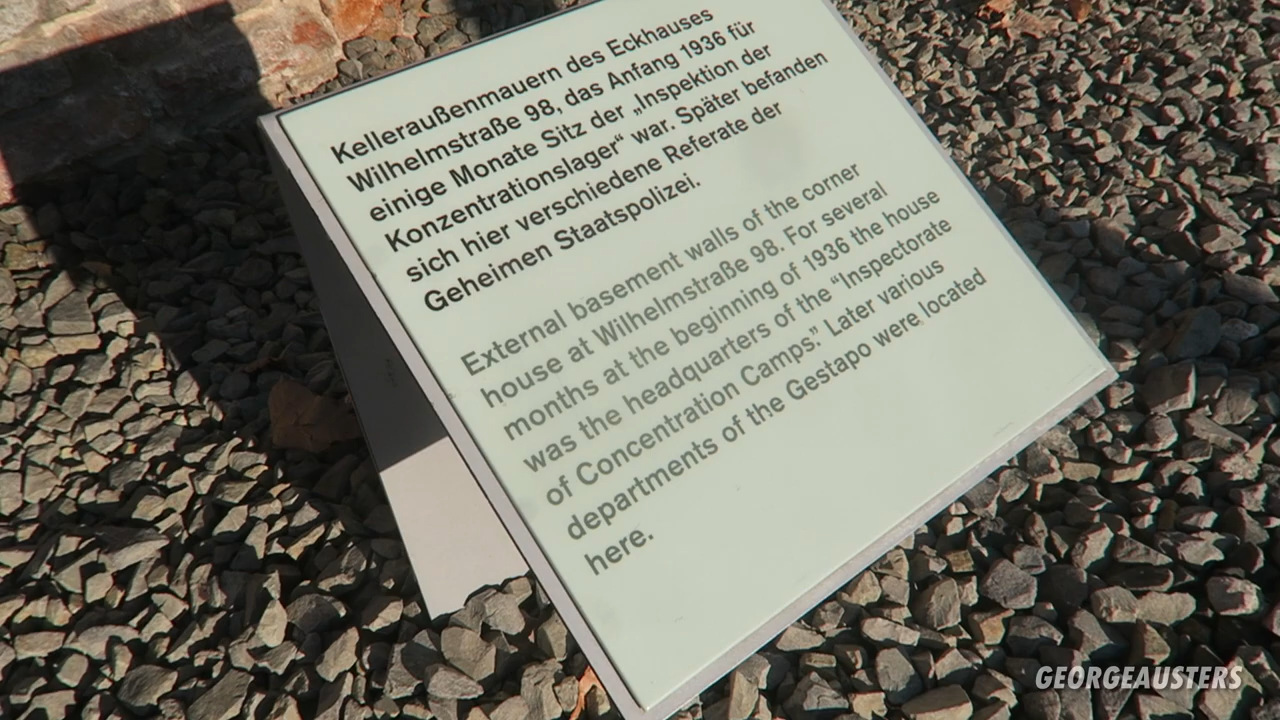 Kelleraußenmauern des Eckhauses
Wilhelmstraße 98, das Anfang 1936 für
einige Monate Sitz der „Inspektion der
Konzentrationslager“ war. Später befanden
sich hier verschiedene Referate der
Geheimen Staatspolizei.
External basement walls of the corner
house at Wilhelmstraße 98. For several
months at the beginning of 1936 the house
was the headquarters of the “Inspectorate
of Concentration Camps.” Later various
departments of the Gestapo were located
here.
GEORGEAUSTERS